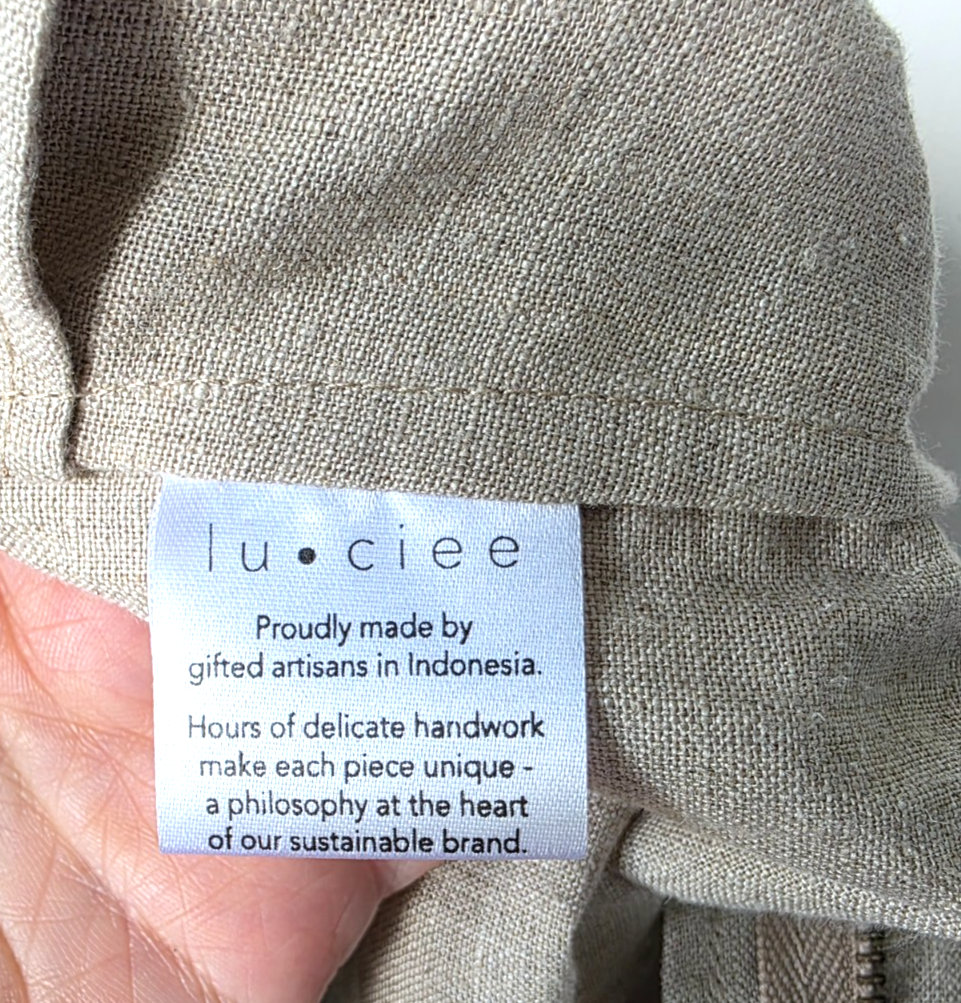 lu•ciee
Proudly made by
gifted artisans in Indonesia.
Hours of delicate handwork
make each piece unique -
a philosophy at the heart
of our sustainable brand.